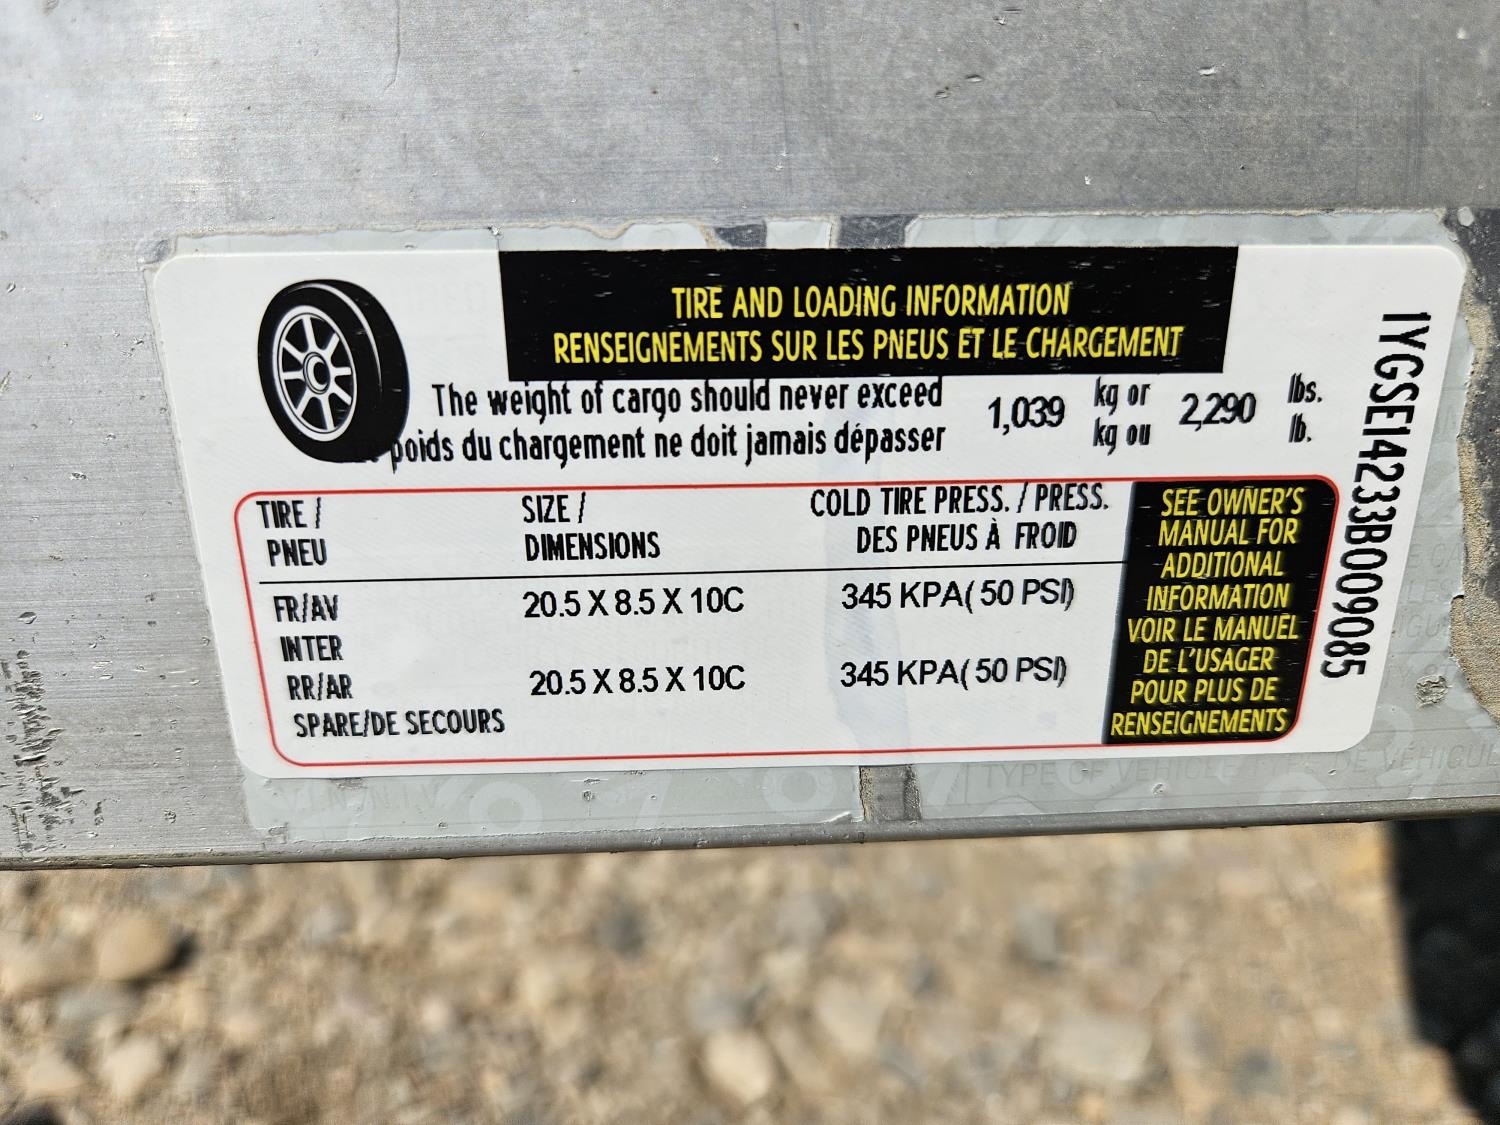 TIRE AND LOADING INFORMATION
RENSEIGNEMENTS SUR LES PNEUS ET LE CHARGEMENT
The weight of cargo should never exceed 1,039 kg or 2,290 lbs.
poids du chargement ne doit jamais dépasser kg ou lb.
TIRE / SIZE / COLD TIRE PRESS. / PRESS.
PNEU DIMENSIONS DES PNEUS À FROID
FR/AV 20.5 X 8.5 X 10C 345 KPA( 50 PSI)
INTER
RR/AR 20.5 X 8.5 X 10C 345 KPA( 50 PSI)
SPARE/DE SECOURS
SEE OWNER'S
MANUAL FOR
ADDITIONAL
INFORMATION
VOIR LE MANUEL
DE L'USAGER
POUR PLUS DE
RENSEIGNEMENTS
1YGSE14233B009085
TYPE OF VEHICLE